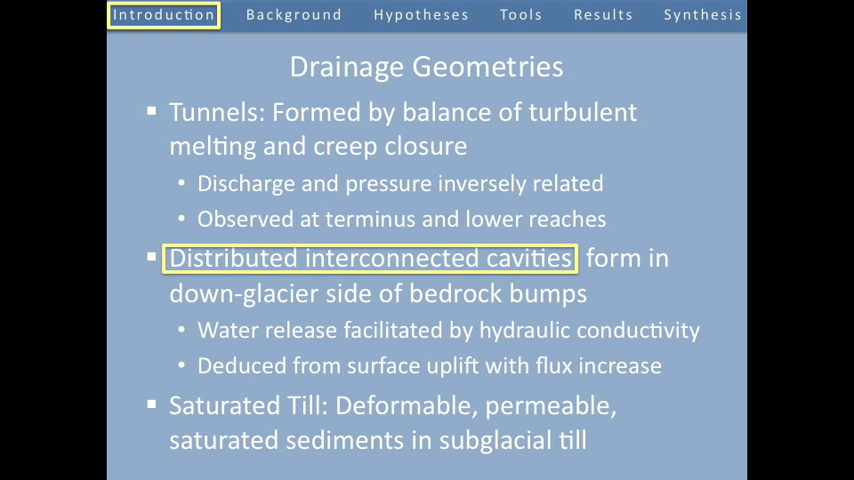 Introduction Background Hypotheses Tools Results Synthesis
Drainage Geometries
▪ Tunnels: Formed by balance of turbulent
melting and creep closure
• Discharge and pressure inversely related
• Observed at terminus and lower reaches
▪ Distributed interconnected cavities form in
down-glacier side of bedrock bumps
• Water release facilitated by hydraulic conductivity
• Deduced from surface uplift with flux increase
▪ Saturated Till: Deformable, permeable,
saturated sediments in subglacial till